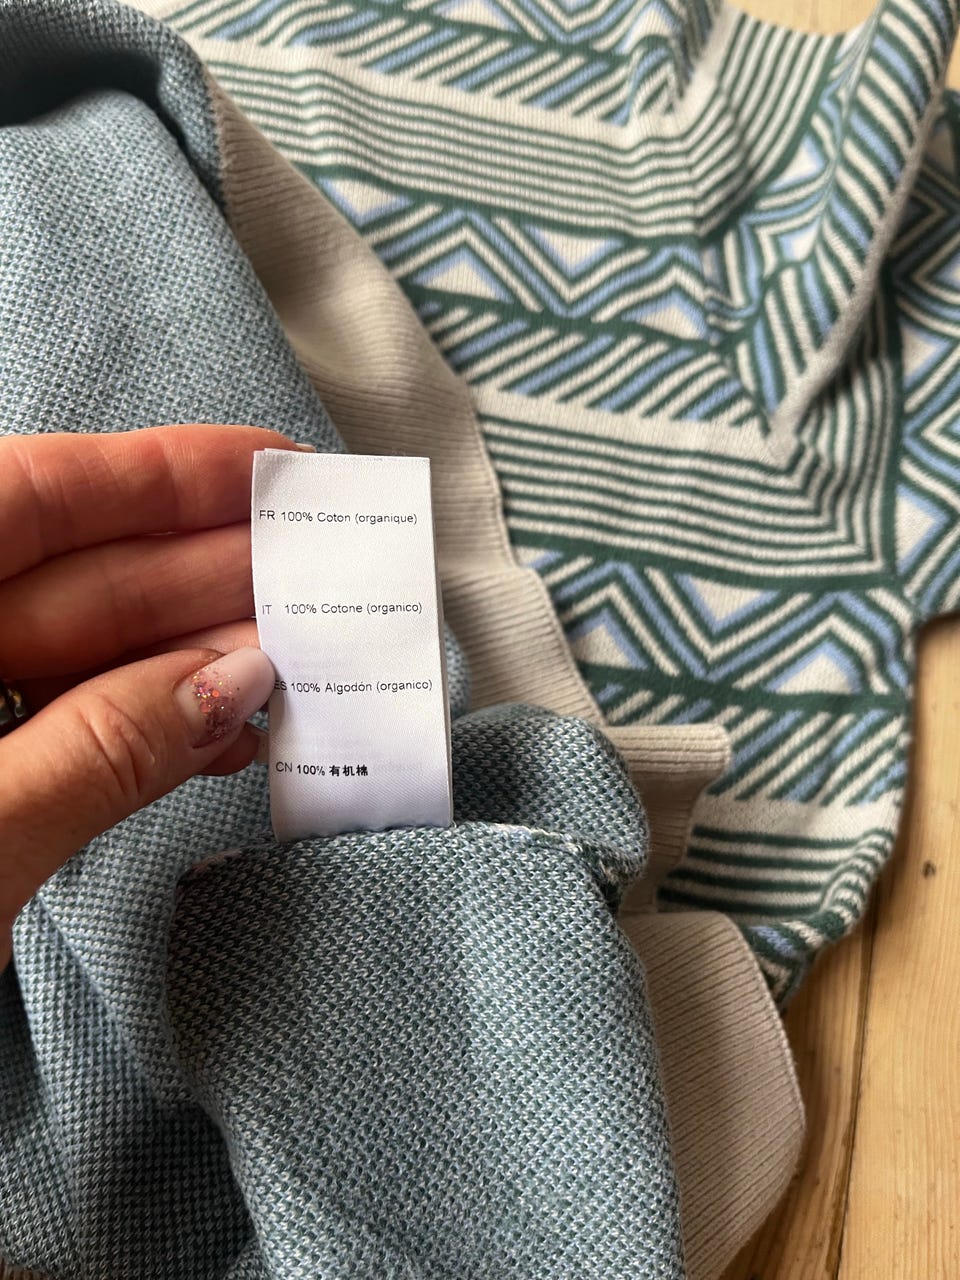 FR 100% Coton (organique)
IT 100% Cotone (organico)
ES 100% Algodón (organico)
CN 100% 有机棉